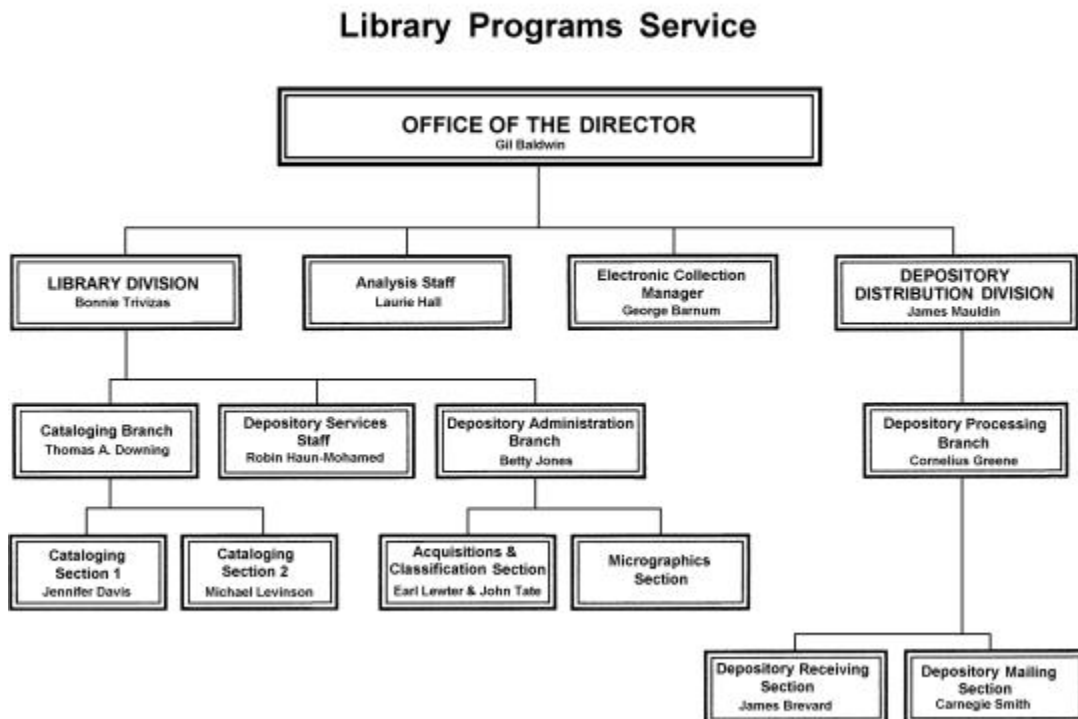 Library Programs Service
OFFICE OF THE DIRECTOR
Gil Baldwin
LIBRARY DIVISION
Bonnie Trivizas
Analysis Staff
Laurie Hall
Electronic Collection
Manager
George Barnum
DEPOSITORY
DISTRIBUTION DIVISION
James Mauldin
Cataloging Branch
Thomas A. Downing
Depository Services
Staff
Robin Haun-Mohamed
Depository Administration
Branch
Betty Jones
Depository Processing
Branch
Cornelius Greene
Cataloging
Section 1
Jennifer Davis
Cataloging
Section 2
Michael Levinson
Acquisitions &
Classification Section
Earl Lewter & John Tate
Micrographics
Section
Depository Receiving
Section
James Brevard
Depository Mailing
Section
Carnegie Smith